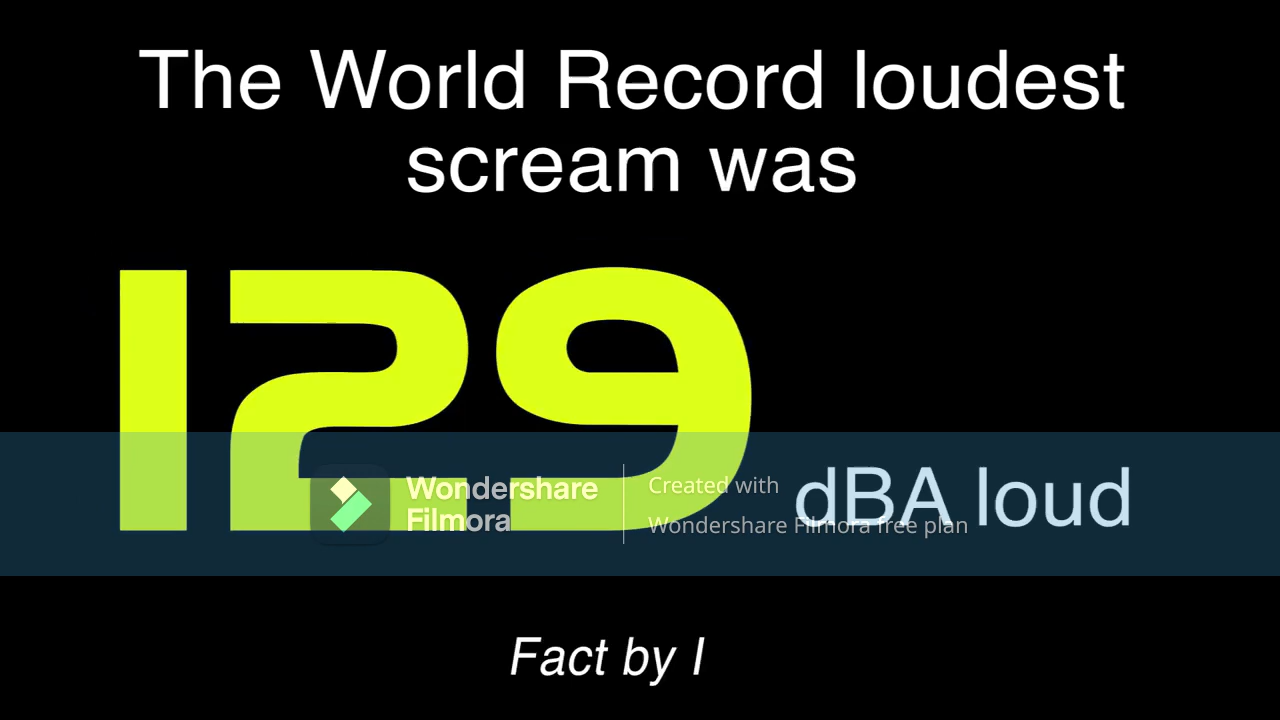 The World Record loudest
scream was
129
dBA loud
Wondershare
Filmora
Created with
Wondershare Filmora free plan
Fact by I